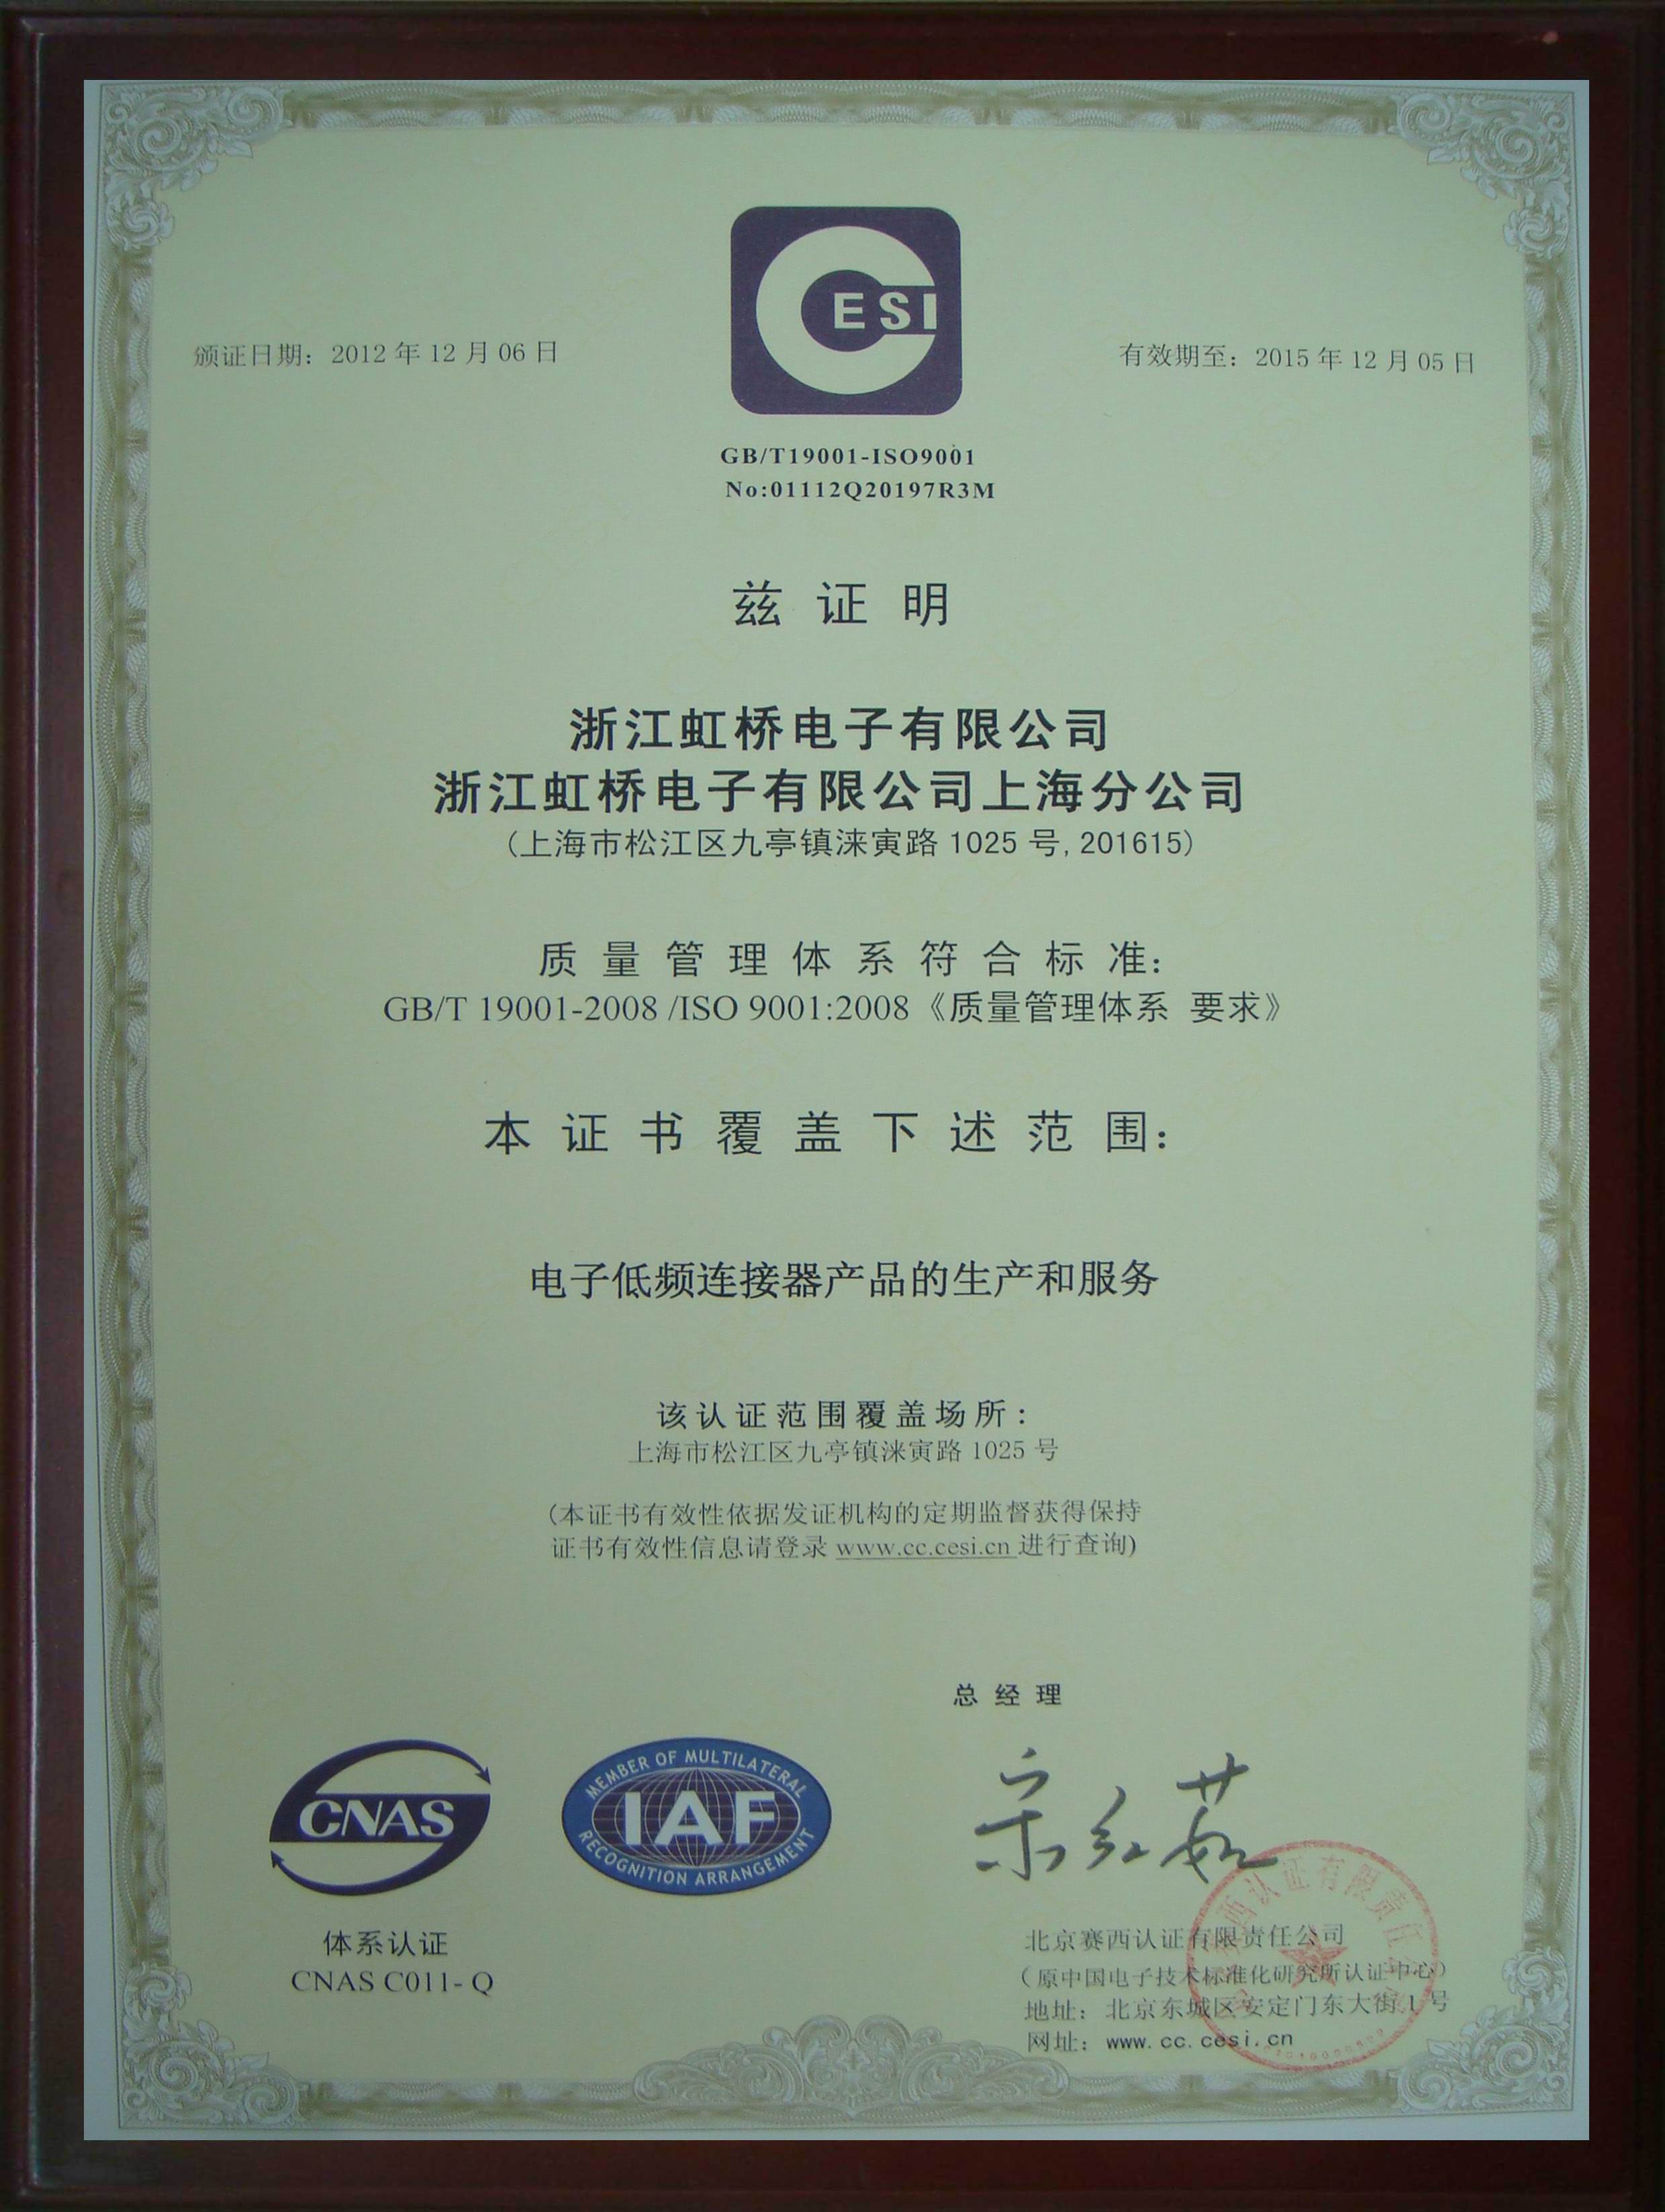 CESI
颁证日期：2012 年 12 月 06 日
有效期至：2015 年 12 月 05 日
GB/T19001-ISO9001
No:01112Q20197R3M
兹 证 明
浙江虹桥电子有限公司
浙江虹桥电子有限公司上海分公司
(上海市松江区九亭镇涞寅路 1025 号, 201615)
质 量 管 理 体 系 符 合 标 准：
GB/T 19001-2008 /ISO 9001:2008《质量管理体系 要求》
本 证 书 覆 盖 下 述 范 围：
电子低频连接器产品的生产和服务
该认证范围覆盖场所：
上海市松江区九亭镇涞寅路 1025 号
(本证书有效性依据发证机构的定期监督获得保持
证书有效性信息请登录 www.cc.cesi.cn 进行查询)
总 经 理
CNAS
MEMBER OF MULTILATERAL
IAF
RECOGNITION ARRANGEMENT
体系认证
CNAS C011- Q
北京赛西认证有限责任公司
（原中国电子技术标准化研究所认证中心）
地址：北京东城区安定门东大街 1 号
网址：www.cc.cesi.cn